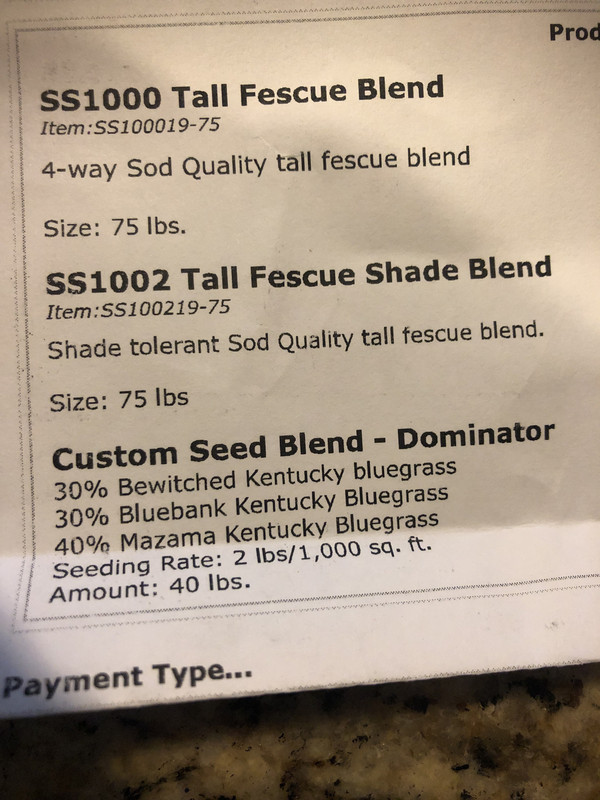 Prod
SS1000 Tall Fescue Blend
Item:SS100019-75
4-way Sod Quality tall fescue blend
Size: 75 lbs.
SS1002 Tall Fescue Shade Blend
Item:SS100219-75
Shade tolerant Sod Quality tall fescue blend.
Size: 75 lbs
Custom Seed Blend - Dominator
30% Bewitched Kentucky bluegrass
30% Bluebank Kentucky Bluegrass
40% Mazama Kentucky Bluegrass
Seeding Rate: 2 lbs/1,000 sq. ft.
Amount: 40 lbs.
Payment Type...